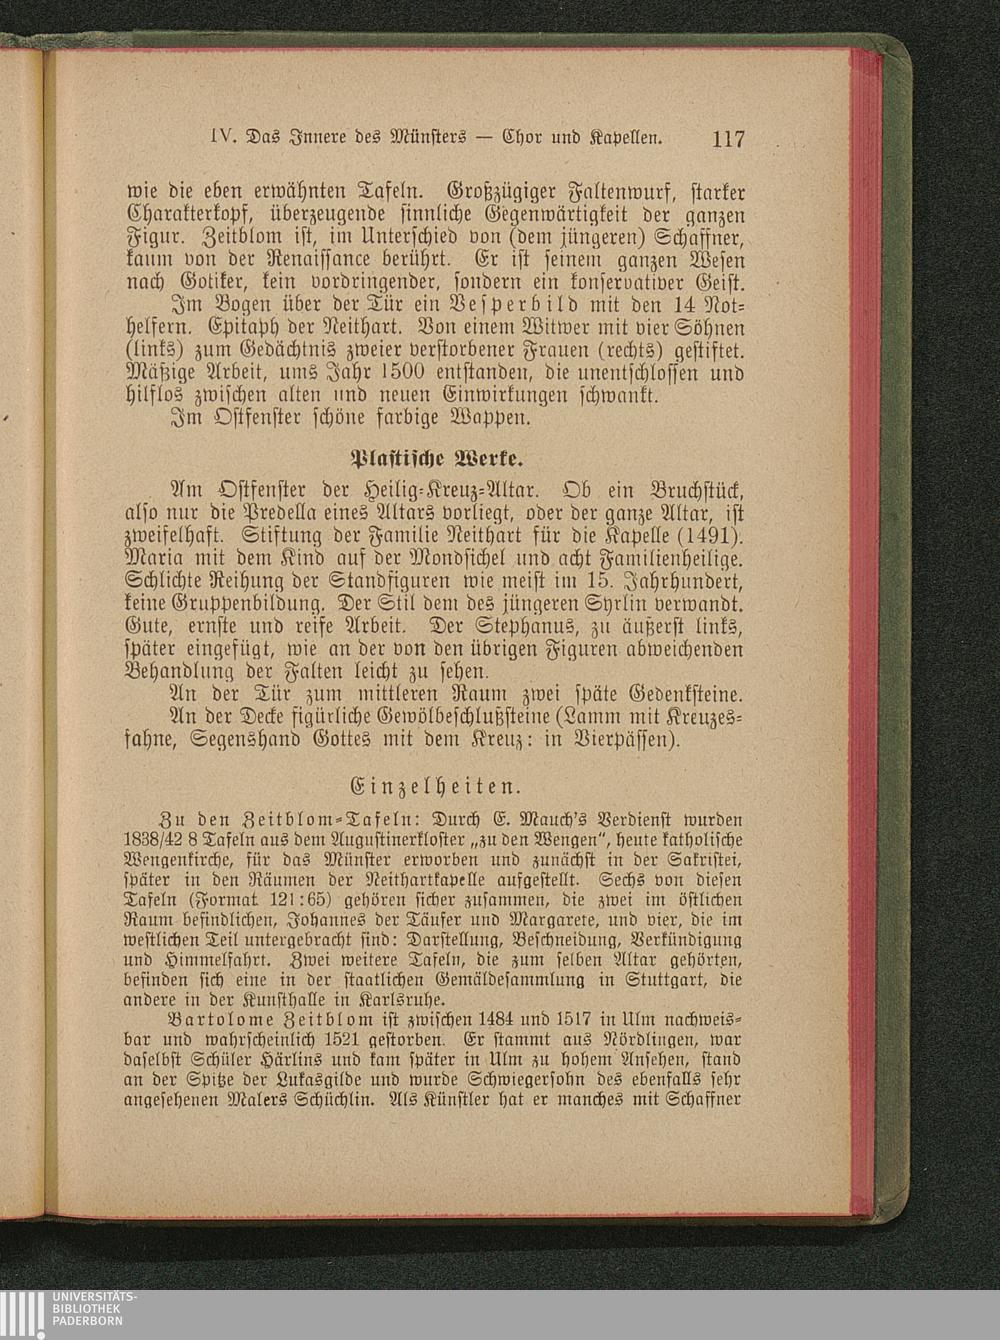 IV. Das Innere des Münsters — Chor und Kapellen. 117
wie die eben erwähnten Tafeln. Großzügiger Faltenwurf, starker
Charakterkopf, überzeugende sinnliche Gegenwärtigkeit der ganzen
Figur. Zeitblom ist, im Unterschied von (dem jüngeren) Schaffner,
kaum von der Renaissance berührt. Er ist seinem ganzen Wesen
nach Gotiker, kein vordringender, sondern ein konservativer Geist.
Im Bogen über der Tür ein Vesperbild mit den 14 Not-
helfern. Epitaph der Neithart. Von einem Witwer mit vier Söhnen
(links) zum Gedächtnis zweier verstorbener Frauen (rechts) gestiftet.
Mäßige Arbeit, ums Jahr 1500 entstanden, die unentschlossen und
hilflos zwischen alten und neuen Einwirkungen schwankt.
Im Ostfenster schöne farbige Wappen.
Plastische Werke.
Am Ostfenster der Heilig-Kreuz-Altar. Ob ein Bruchstück,
also nur die Predella eines Altars vorliegt, oder der ganze Altar, ist
zweifelhaft. Stiftung der Familie Neithart für die Kapelle (1491).
Maria mit dem Kind auf der Mondsichel und acht Familienheilige.
Schlichte Reihung der Standfiguren wie meist im 15. Jahrhundert,
keine Gruppenbildung. Der Stil dem des jüngeren Syrlin verwandt.
Gute, ernste und reife Arbeit. Der Stephanus, zu äußerst links,
später eingefügt, wie an der von den übrigen Figuren abweichenden
Behandlung der Falten leicht zu sehen.
An der Tür zum mittleren Raum zwei späte Gedenksteine.
An der Decke figürliche Gewölbeschlußsteine (Lamm mit Kreuzes-
fahne, Segenshand Gottes mit dem Kreuz: in Vierpässen).
Einzelheiten.
Zu den Zeitblom-Tafeln: Durch E. Mauch's Verdienst wurden
1838/42 8 Tafeln aus dem Augustinerkloster „zu den Wengen“, heute katholische
Wengenkirche, für das Münster erworben und zunächst in der Sakristei,
später in den Räumen der Neithartkapelle aufgestellt. Sechs von diesen
Tafeln (Format 121:65) gehören sicher zusammen, die zwei im östlichen
Raum befindlichen, Johannes der Täufer und Margarete, und vier, die im
westlichen Teil untergebracht sind: Darstellung, Beschneidung, Verkündigung
und Himmelfahrt. Zwei weitere Tafeln, die zum selben Altar gehörten,
befinden sich eine in der staatlichen Gemäldesammlung in Stuttgart, die
andere in der Kunsthalle in Karlsruhe.
Bartolome Zeitblom ist zwischen 1484 und 1517 in Ulm nachweis-
bar und wahrscheinlich 1521 gestorben. Er stammt aus Nördlingen, war
daselbst Schüler Härlins und kam später in Ulm zu hohem Ansehen, stand
an der Spitze der Lukasgilde und wurde Schwiegersohn des ebenfalls sehr
angesehenen Malers Schüchlin. Als Künstler hat er manches mit Schaffner
UNIVERSITÄTS-
BIBLIOTHEK
PADERBORN